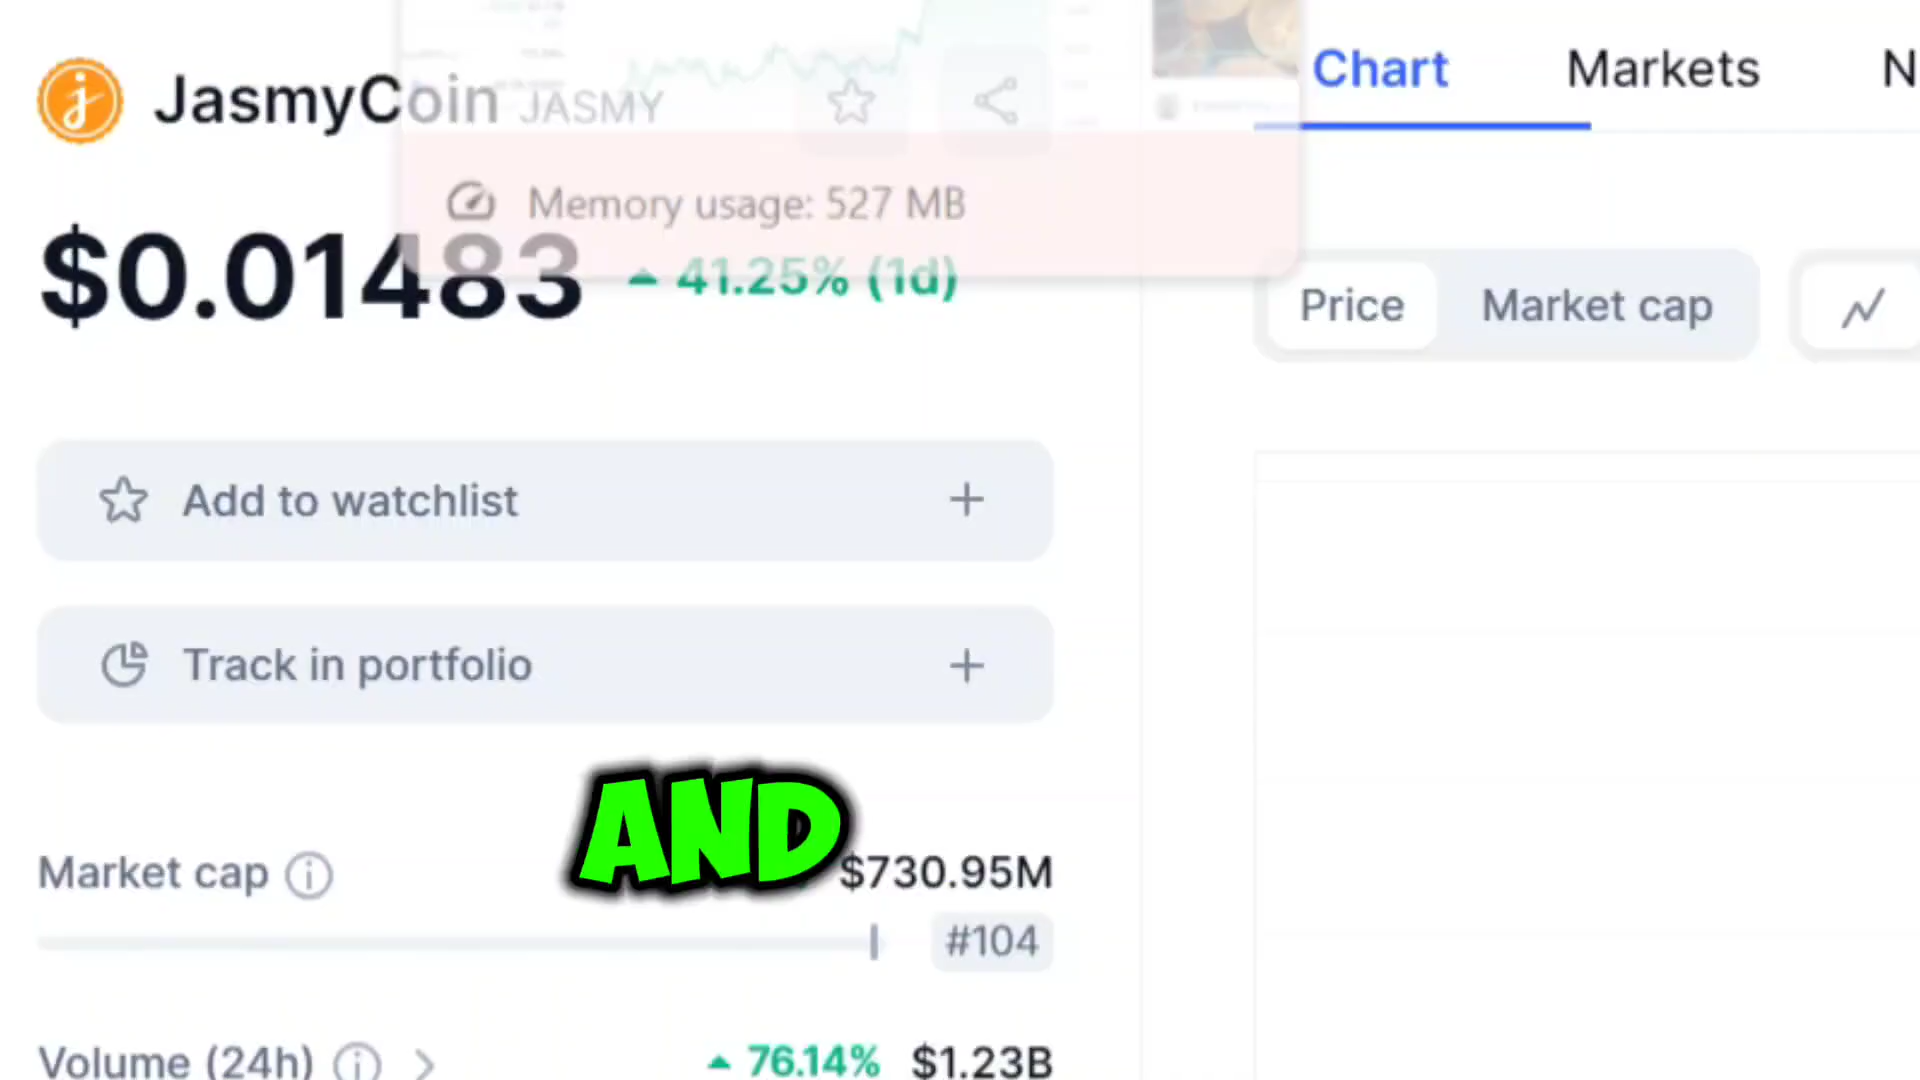 JasmyCoin JASMY
Memory usage: 527 MB
$0.01483 41.25% (1d)
Add to watchlist
Track in portfolio
AND
Market cap $730.95M
#104
Volume (24h) 76.14% $1.23B
Chart Markets N
Price Market cap